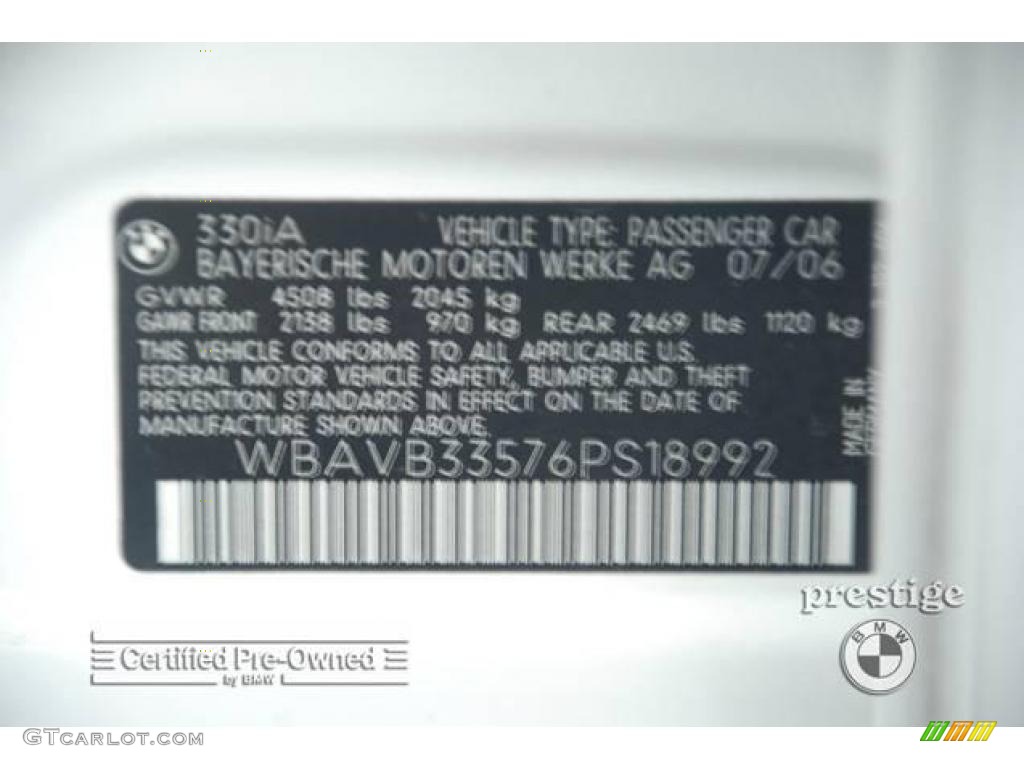 330iA VEHICLE TYPE: PASSENGER CAR
BAYERISCHE MOTOREN WERKE AG 07/06
GVWR 4508 lbs 2045 kg
GAWR FRONT 2138 lbs 970 kg REAR 2469 lbs 1120 kg
THIS VEHICLE CONFORMS TO ALL APPLICABLE U.S.
FEDERAL MOTOR VEHICLE SAFETY, BUMPER AND THEFT
PREVENTION STANDARDS IN EFFECT ON THE DATE OF
MANUFACTURE SHOWN ABOVE.
MADE IN
WBAVB33576PS18992
prestige
BMW
Certified Pre-Owned
by BMW
GTCARLOT.COM